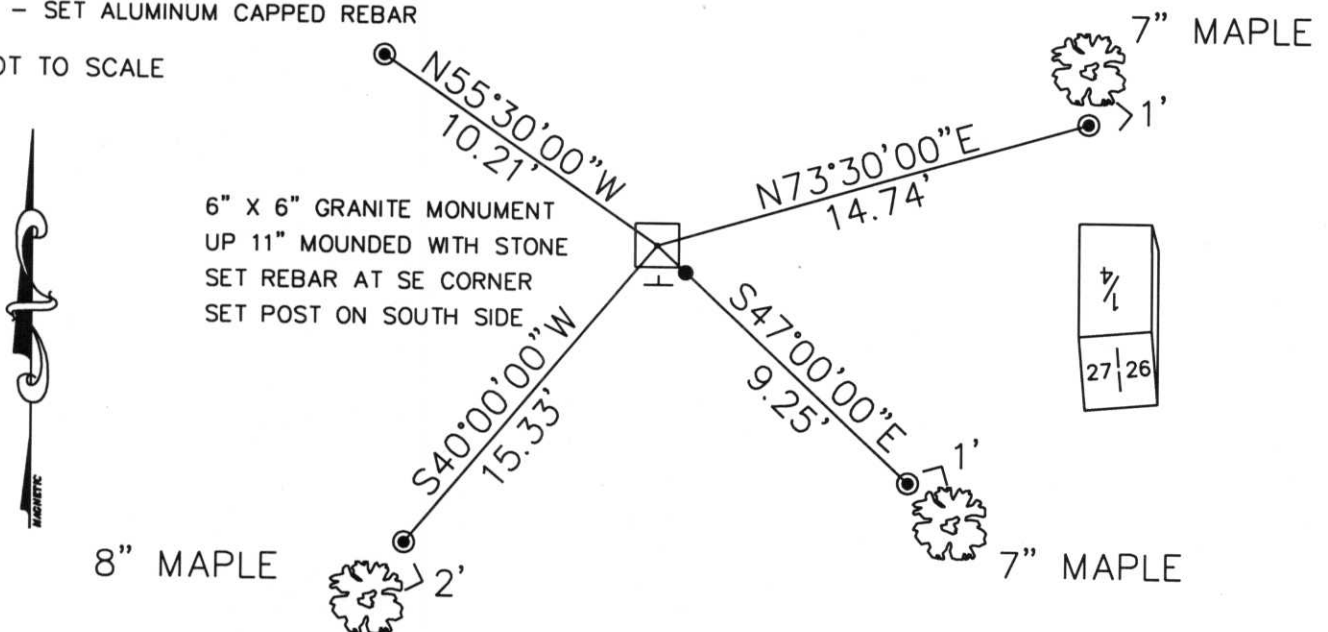 – SET ALUMINUM CAPPED REBAR
OT TO SCALE
7” MAPLE
1'
N55°30'00”W
10.21'
N73°30'00”E
14.74'
6” X 6” GRANITE MONUMENT
UP 11” MOUNDED WITH STONE
SET REBAR AT SE CORNER
SET POST ON SOUTH SIDE
1/4
27 26
S40°00'00”W
15.33'
S47°00'00”E
9.25'
1'
MAGNETIC
8” MAPLE
2'
7” MAPLE